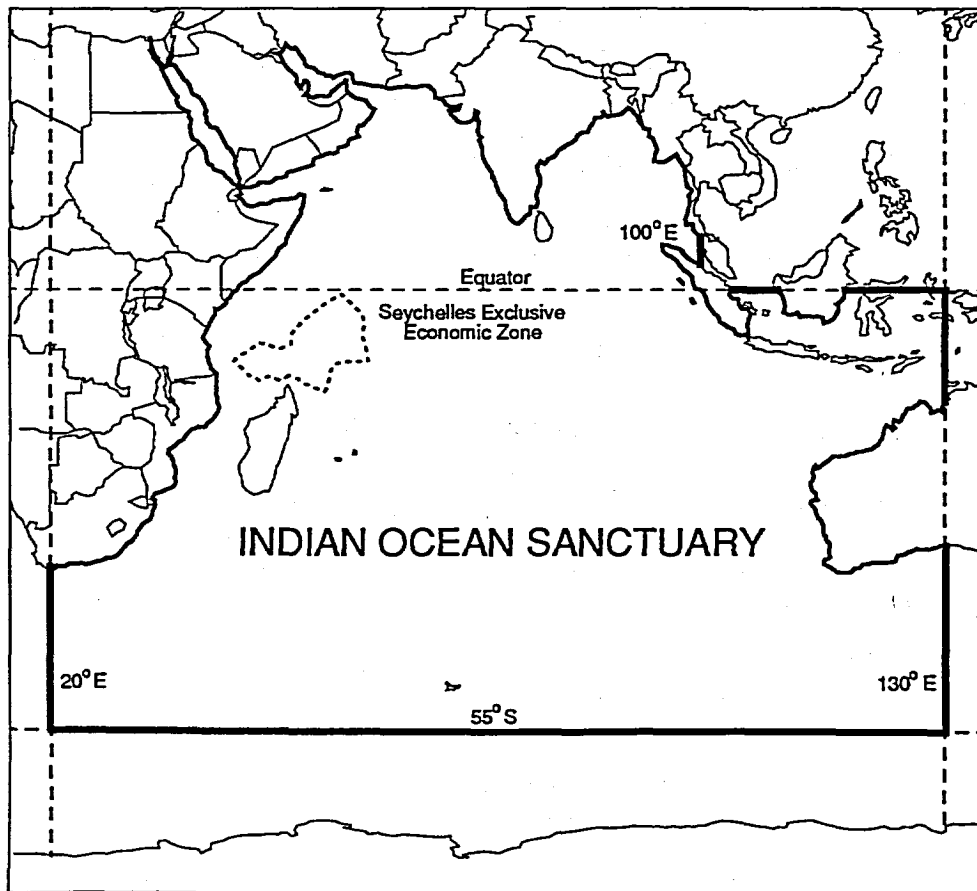 100°E
Equator
Seychelles Exclusive
Economic Zone
INDIAN OCEAN SANCTUARY
20°E
130°E
55°S